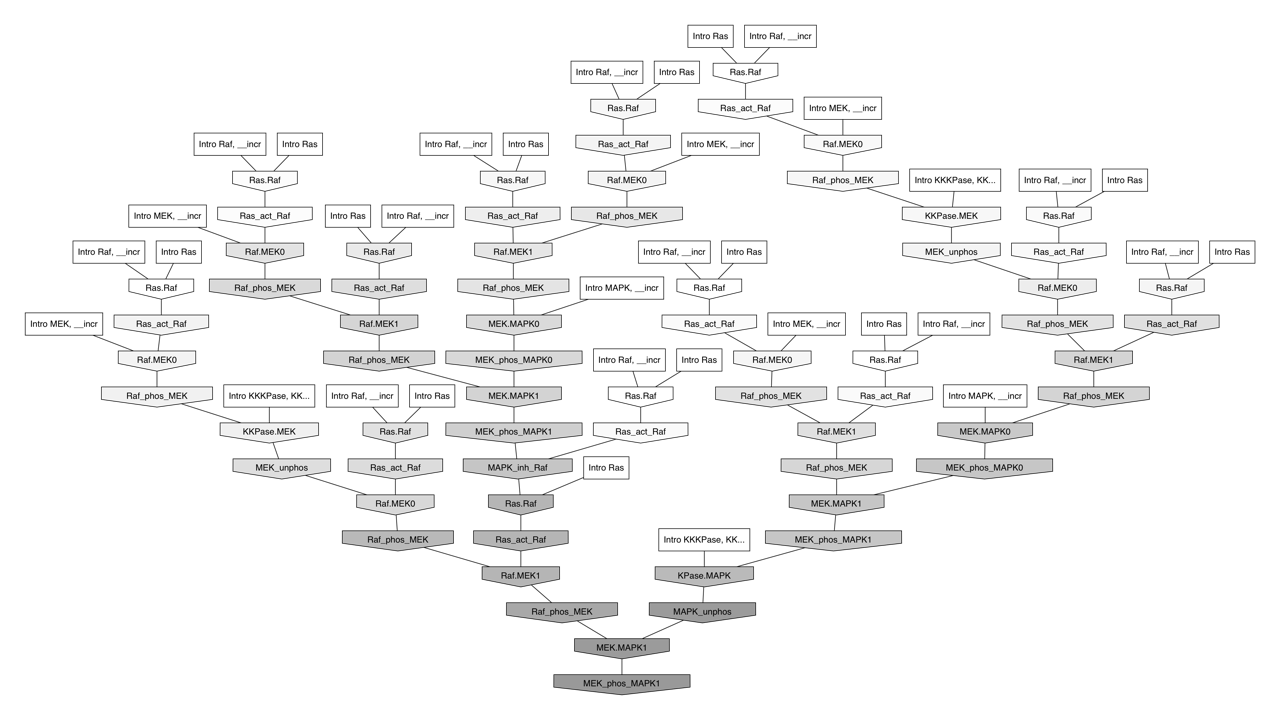 Intro Ras
Intro Raf, __incr
Intro Raf, __incr
Intro Ras
Ras.Raf
Ras.Raf
Ras_act_Raf
Intro MEK, __incr
Intro Raf, __incr
Intro Ras
Intro Raf, __incr
Intro Ras
Ras_act_Raf
Intro MEK, __incr
Raf.MEK0
Ras.Raf
Ras.Raf
Raf.MEK0
Raf_phos_MEK
Intro KKKPase, KK...
Intro Raf, __incr
Intro Ras
Intro MEK, __incr
Ras_act_Raf
Intro Ras
Intro Raf, __incr
Ras_act_Raf
Raf_phos_MEK
KKPase.MEK
Ras.Raf
Intro Raf, __incr
Intro Ras
Raf.MEK0
Ras.Raf
Raf.MEK1
Intro Raf, __incr
Intro Ras
MEK_unphos
Ras_act_Raf
Intro Raf, __incr
Intro Ras
Ras.Raf
Raf_phos_MEK
Ras_act_Raf
Raf_phos_MEK
Intro MAPK, __incr
Ras.Raf
Raf.MEK0
Ras.Raf
Intro MEK, __incr
Ras_act_Raf
Raf.MEK1
MEK.MAPK0
Ras_act_Raf
Intro MEK, __incr
Intro Ras
Intro Raf, __incr
Raf_phos_MEK
Ras_act_Raf
Raf.MEK0
Raf_phos_MEK
MEK_phos_MAPK0
Intro Raf, __incr
Intro Ras
Raf.MEK0
Ras.Raf
Raf.MEK1
Raf_phos_MEK
Intro KKKPase, KK...
Intro Raf, __incr
Intro Ras
MEK.MAPK1
Ras.Raf
Raf_phos_MEK
Ras_act_Raf
Intro MAPK, __incr
Raf_phos_MEK
KKPase.MEK
Ras.Raf
MEK_phos_MAPK1
Ras_act_Raf
Raf.MEK1
MEK.MAPK0
MEK_unphos
Ras_act_Raf
MAPK_inh_Raf
Intro Ras
Raf_phos_MEK
MEK_phos_MAPK0
Raf.MEK0
Ras.Raf
MEK.MAPK1
Raf_phos_MEK
Ras_act_Raf
Intro KKKPase, KK...
MEK_phos_MAPK1
Raf.MEK1
KPase.MAPK
Raf_phos_MEK
MAPK_unphos
MEK.MAPK1
MEK_phos_MAPK1